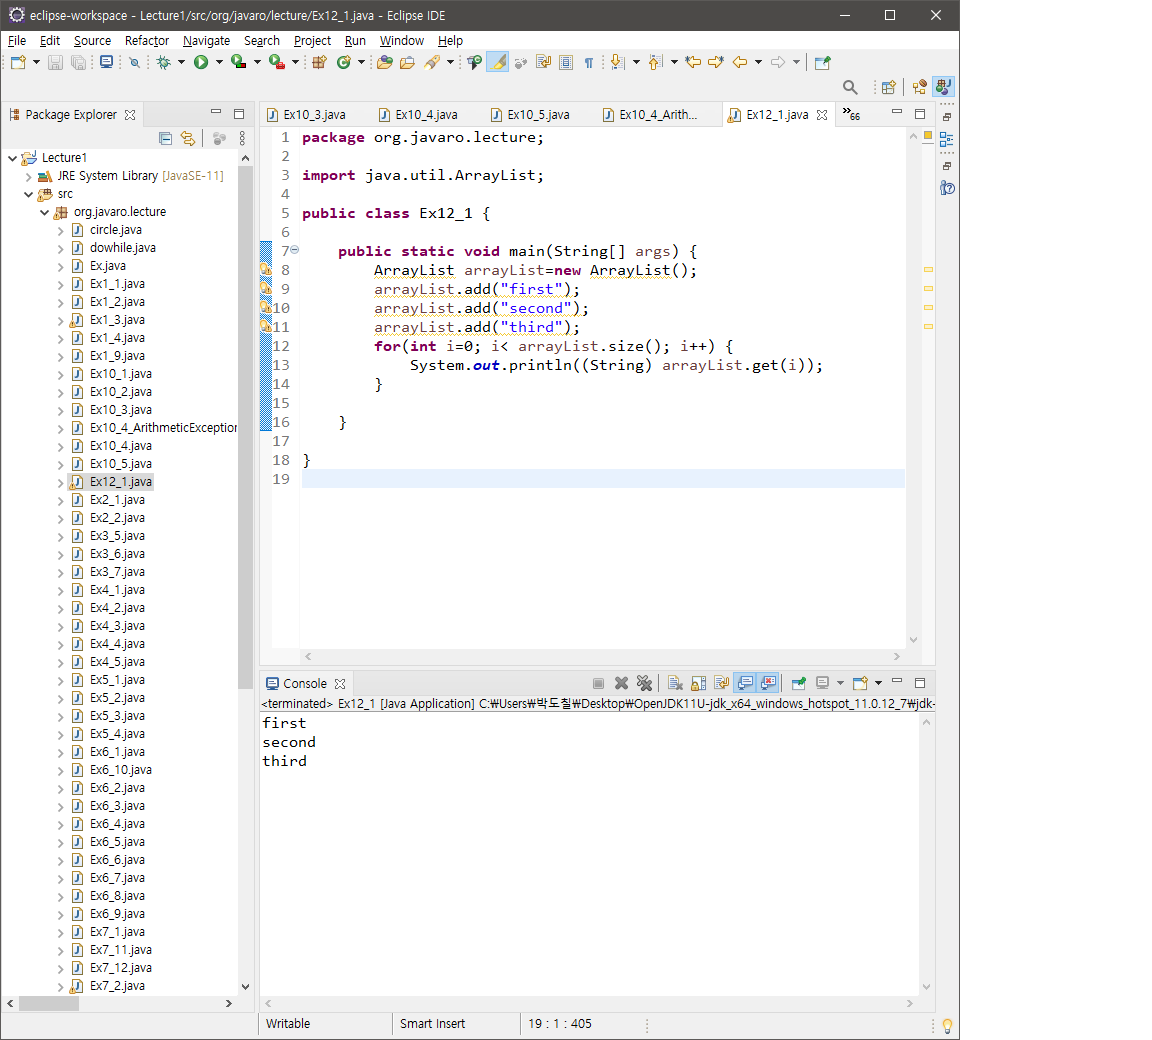 eclipse-workspace - Lecture1/src/org/javaro/lecture/Ex12_1.java - Eclipse IDE
File Edit Source Refactor Navigate Search Project Run Window Help
Package Explorer
Lecture1
JRE System Library [JavaSE-11]
src
org.javaro.lecture
circle.java
dowhile.java
Ex.java
Ex1_1.java
Ex1_2.java
Ex1_3.java
Ex1_4.java
Ex1_9.java
Ex10_1.java
Ex10_2.java
Ex10_3.java
Ex10_4_ArithmeticException
Ex10_4.java
Ex10_5.java
Ex12_1.java
Ex2_1.java
Ex2_2.java
Ex3_5.java
Ex3_6.java
Ex3_7.java
Ex4_1.java
Ex4_2.java
Ex4_3.java
Ex4_4.java
Ex4_5.java
Ex5_1.java
Ex5_2.java
Ex5_3.java
Ex5_4.java
Ex6_1.java
Ex6_10.java
Ex6_2.java
Ex6_3.java
Ex6_4.java
Ex6_5.java
Ex6_6.java
Ex6_7.java
Ex6_8.java
Ex6_9.java
Ex7_1.java
Ex7_11.java
Ex7_12.java
Ex7_2.java
Ex10_3.java Ex10_4.java Ex10_5.java Ex10_4_Arith... Ex12_1.java »66
1 package org.javaro.lecture;
2
3 import java.util.ArrayList;
4
5 public class Ex12_1 {
6
7 public static void main(String[] args) {
8 ArrayList arrayList=new ArrayList();
9 arrayList.add("first");
10 arrayList.add("second");
11 arrayList.add("third");
12 for(int i=0; i< arrayList.size(); i++) {
13 System.out.println((String) arrayList.get(i));
14 }
15
16 }
17
18 }
19
Console
<terminated> Ex12_1 [Java Application] C:₩Users₩박도칠₩Desktop₩OpenJDK11U-jdk_x64_windows_hotspot_11.0.12_7₩jdk-
first
second
third
Writable Smart Insert 19 : 1 : 405